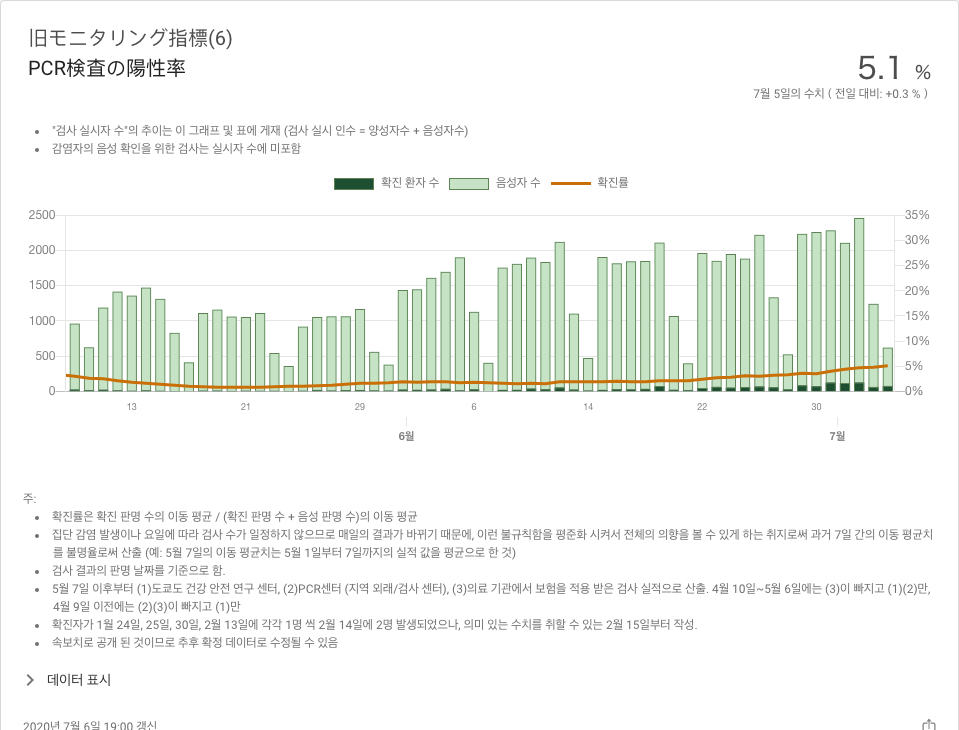 旧モニタリング指標(6)
PCR検査の陽性率
5.1 %
7월 5일의 수치 ( 전일 대비: +0.3 % )
• "검사 실시자 수"의 추이는 이 그래프 및 표에 게재 (검사 실시 인수 = 양성자수 + 음성자수)
• 감염자의 음성 확인을 위한 검사는 실시자 수에 미포함
확진 환자 수 음성자 수 확진률
2500 35%
30%
2000
25%
1500 20%
1000 15%
10%
500
5%
0 0%
13 21 29 6 14 22 30
6월 7월
주:
• 확진률은 확진 판명 수의 이동 평균 / (확진 판명 수 + 음성 판명 수)의 이동 평균
• 집단 감염 발생이나 요일에 따라 검사 수가 일정하지 않으므로 매일의 결과가 바뀌기 때문에, 이런 불규칙함을 평준화 시켜서 전체의 의향을 볼 수 있게 하는 취지로써 과거 7일 간의 이동 평균치
를 불명율로써 산출 (예: 5월 7일의 이동 평균치는 5월 1일부터 7일까지의 실적 값을 평균으로 한 것)
• 검사 결과의 판명 날짜를 기준으로 함.
• 5월 7일 이후부터 (1)도쿄도 건강 안전 연구 센터, (2)PCR센터 (지역 외래/검사 센터), (3)의료 기관에서 보험을 적용 받은 검사 실적으로 산출. 4월 10일~5월 6일에는 (3)이 빠지고 (1)(2)만,
4월 9일 이전에는 (2)(3)이 빠지고 (1)만
• 확진자가 1월 24일, 25일, 30일, 2월 13일에 각각 1명 씩 2월 14일에 2명 발생되었으나, 의미 있는 수치를 취할 수 있는 2월 15일부터 작성.
• 속보치로 공개 된 것이므로 추후 확정 데이터로 수정될 수 있음
데이터 표시
2020년 7월 6일 19:00 갱신